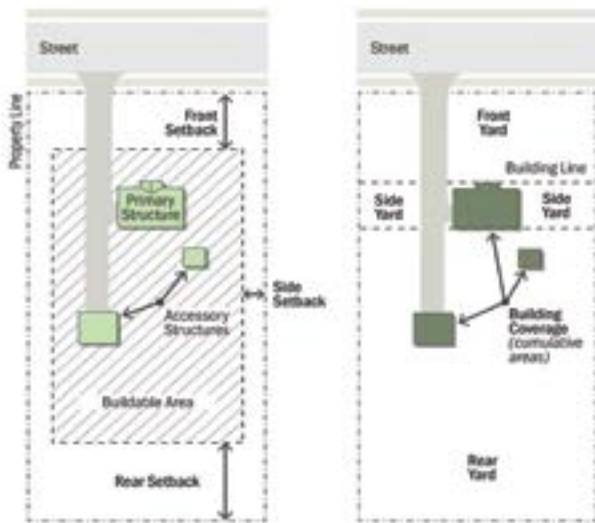 Street
Property Line
Front
Setback
Primary
Structure
Side
Setback
Accessory
Structures
Buildable Area
Rear Setback
Street
Front
Yard
Building Line
Side
Yard
Side
Yard
Building
Coverage
(cumulative
areas)
Rear
Yard